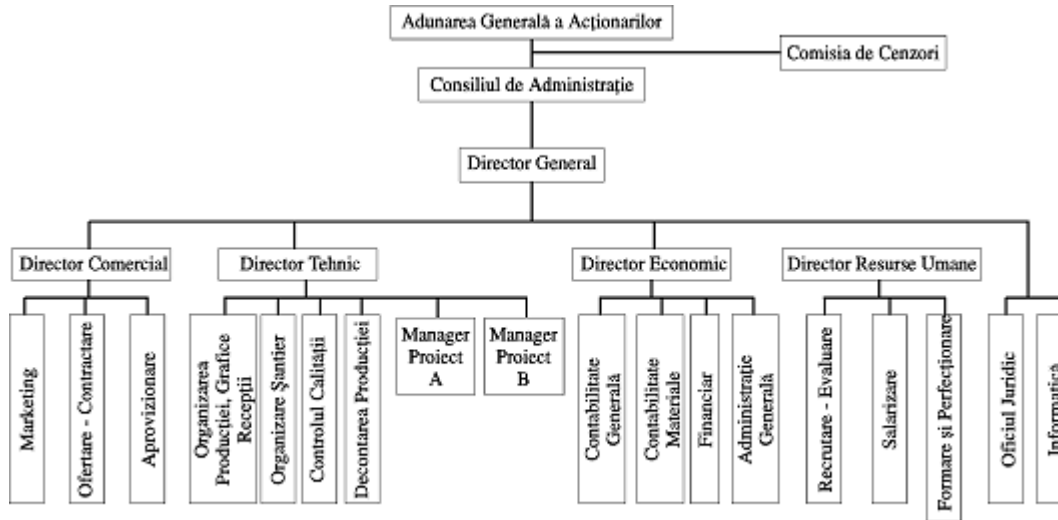 Adunarea Generală a Acționarilor
Comisia de Cenzori
Consiliul de Administrație
Director General
Director Comercial
Director Tehnic
Director Economic
Director Resurse Umane
Marketing
Ofertare - Contractare
Aprovizionare
Organizarea
Producției, Grafice
Recepții
Organizare Șantier
Controlul Calității
Decontarea Producției
Manager
Proiect
A
Manager
Proiect
B
Contabilitate
Generală
Contabilitate
Materiale
Financiar
Administrație
Generală
Recrutare - Evaluare
Salarizare
Formare și Perfecționare
Oficiul Juridic
Informatică